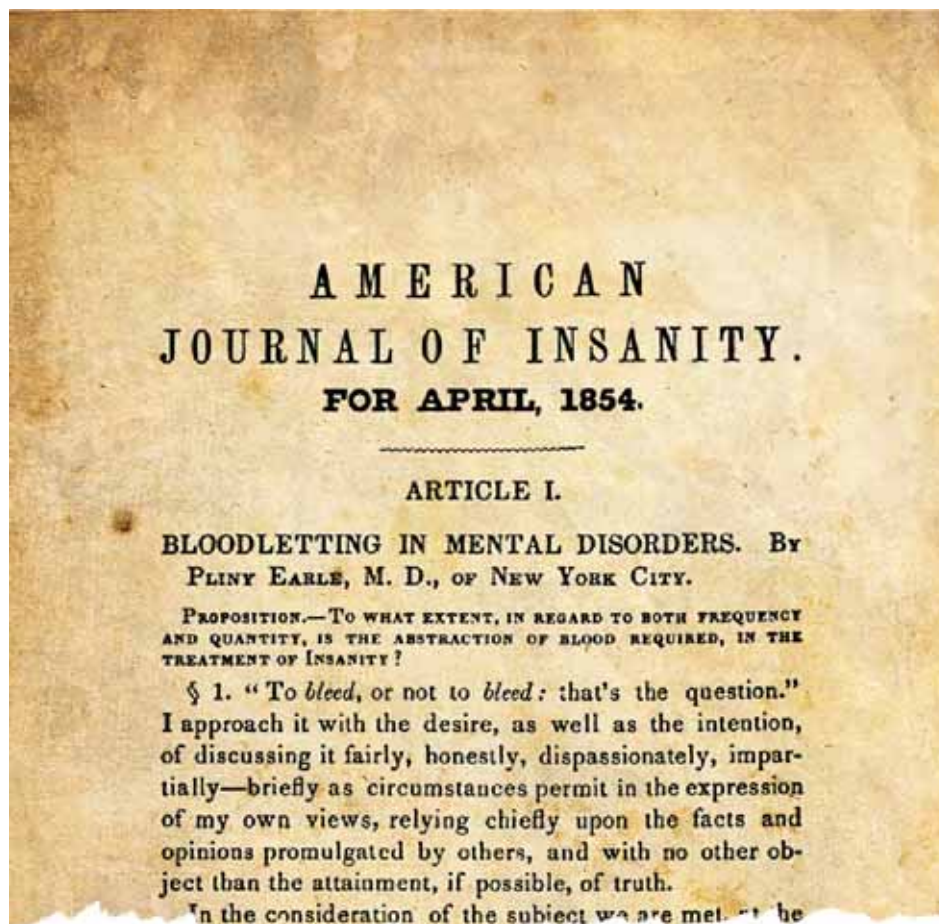 AMERICAN
JOURNAL OF INSANITY.
FOR APRIL, 1854.
ARTICLE I.
BLOODLETTING IN MENTAL DISORDERS. By
Pliny Earle, M. D., of New York City.
Proposition.—To what extent, in regard to both frequency
and quantity, is the abstraction of blood required, in the
treatment of Insanity?
§ 1. “To bleed, or not to bleed: that's the question.”
I approach it with the desire, as well as the intention,
of discussing it fairly, honestly, dispassionately, impar-
tially—briefly as circumstances permit in the expression
of my own views, relying chiefly upon the facts and
opinions promulgated by others, and with no other ob-
ject than the attainment, if possible, of truth.
In the consideration of the subject we are met, at he